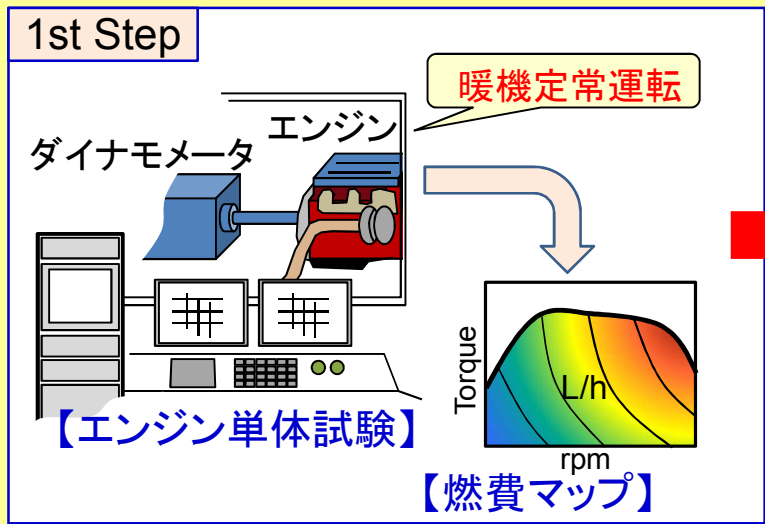 1st Step
暖機定常運転
エンジン
ダイナモメータ
Torque
L/h
rpm
【エンジン単体試験】
【燃費マップ】